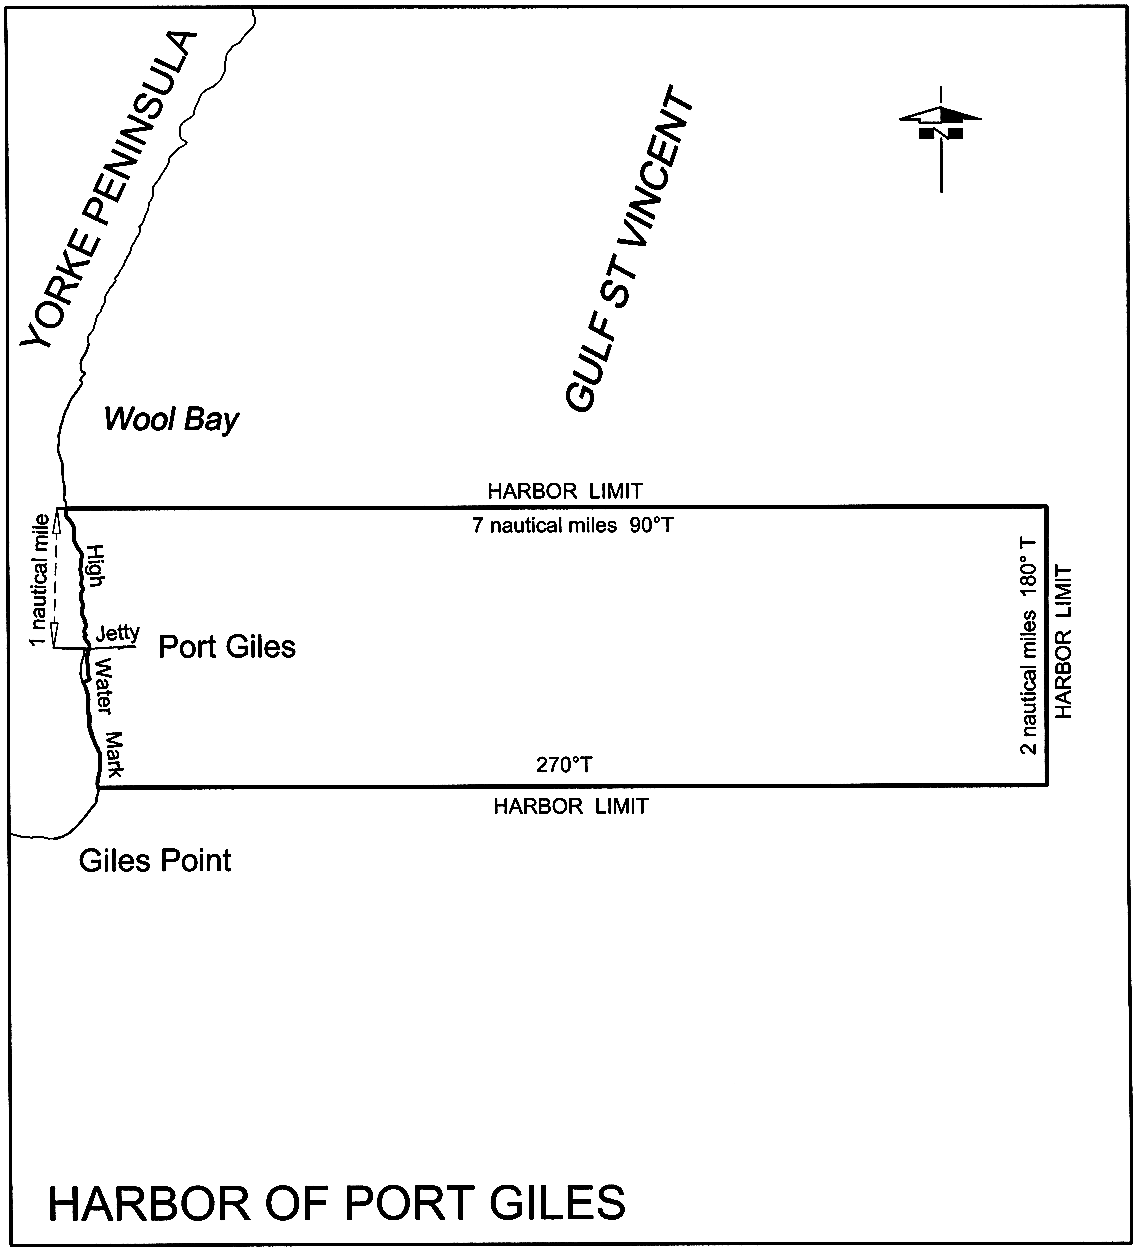 YORKE PENINSULA
GULF ST VINCENT
N
Wool Bay
HARBOR LIMIT
7 nautical miles 90°T
1 nautical mile
High
Water
Mark
Jetty
Port Giles
2 nautical miles 180° T
HARBOR LIMIT
270°T
HARBOR LIMIT
Giles Point
HARBOR OF PORT GILES